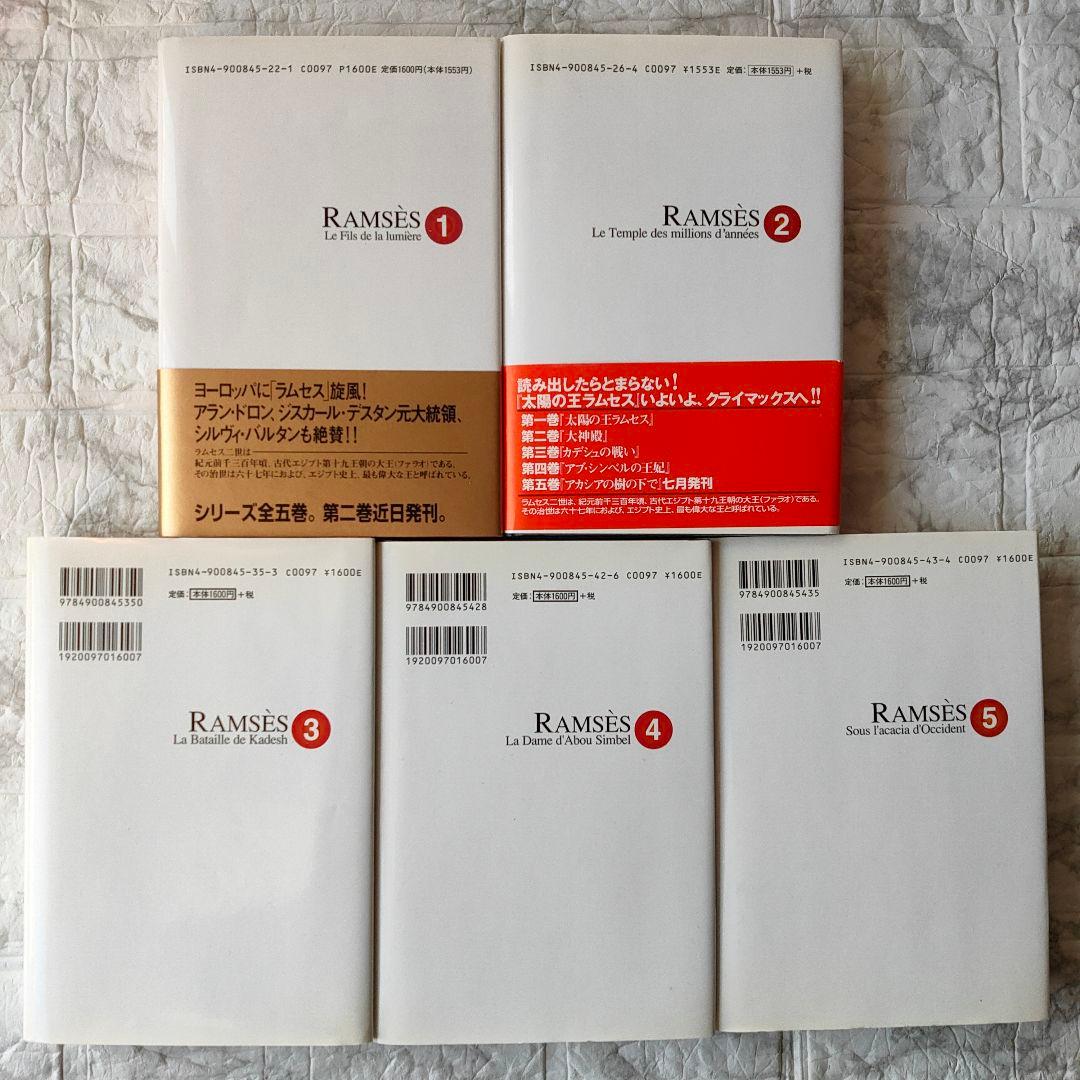 ISBN4-900845-22-1 C0097 P1600E 定価1600円(本体1553円)
RAMSÈS 1
Le Fils de la lumière
ヨーロッパに「ラムセス」旋風!
アラン・ドロン、ジスカール・デスタン元大統領、
シルヴィ・バルタンも絶賛!!
ラムセス二世は
紀元前千三百年頃、古代エジプト第十九王朝の大王(ファラオ)である。
その治世は六十七年におよび、エジプト史上、最も偉大な王と呼ばれている。
シリーズ全五巻。第二巻近日発刊。
ISBN4-900845-26-4 C0097 ¥1553E 定価:本体1553円+税
RAMSÈS 2
Le Temple des millions d'années
読み出したらとまらない!
『太陽の王ラムセス』いよいよ、クライマックスへ!!
第一巻『太陽の王ラムセス』
第二巻『大神殿』
第三巻『カデシュの戦い』
第四巻『アブ・シンベルの王妃』
第五巻『アカシアの樹の下で』七月発刊
ラムセス二世は、紀元前千三百年頃、古代エジプト第十九王朝の大王(ファラオ)である。
その治世は六十七年におよび、エジプト史上、最も偉大な王と呼ばれている。
ISBN4-900845-35-3 C0097 ¥1600E
定価:本体1600円+税
9784900845350
1920097016007
RAMSÈS 3
La Bataille de Kadesh
ISBN4-900845-42-6 C0097 ¥1600E
定価:本体1600円+税
9784900845428
1920097016007
RAMSÈS 4
La Dame d'Abou Simbel
ISBN4-900845-43-4 C0097 ¥1600E
定価:本体1600円+税
9784900845435
1920097016007
RAMSÈS 5
Sous l'acacia d'Occident